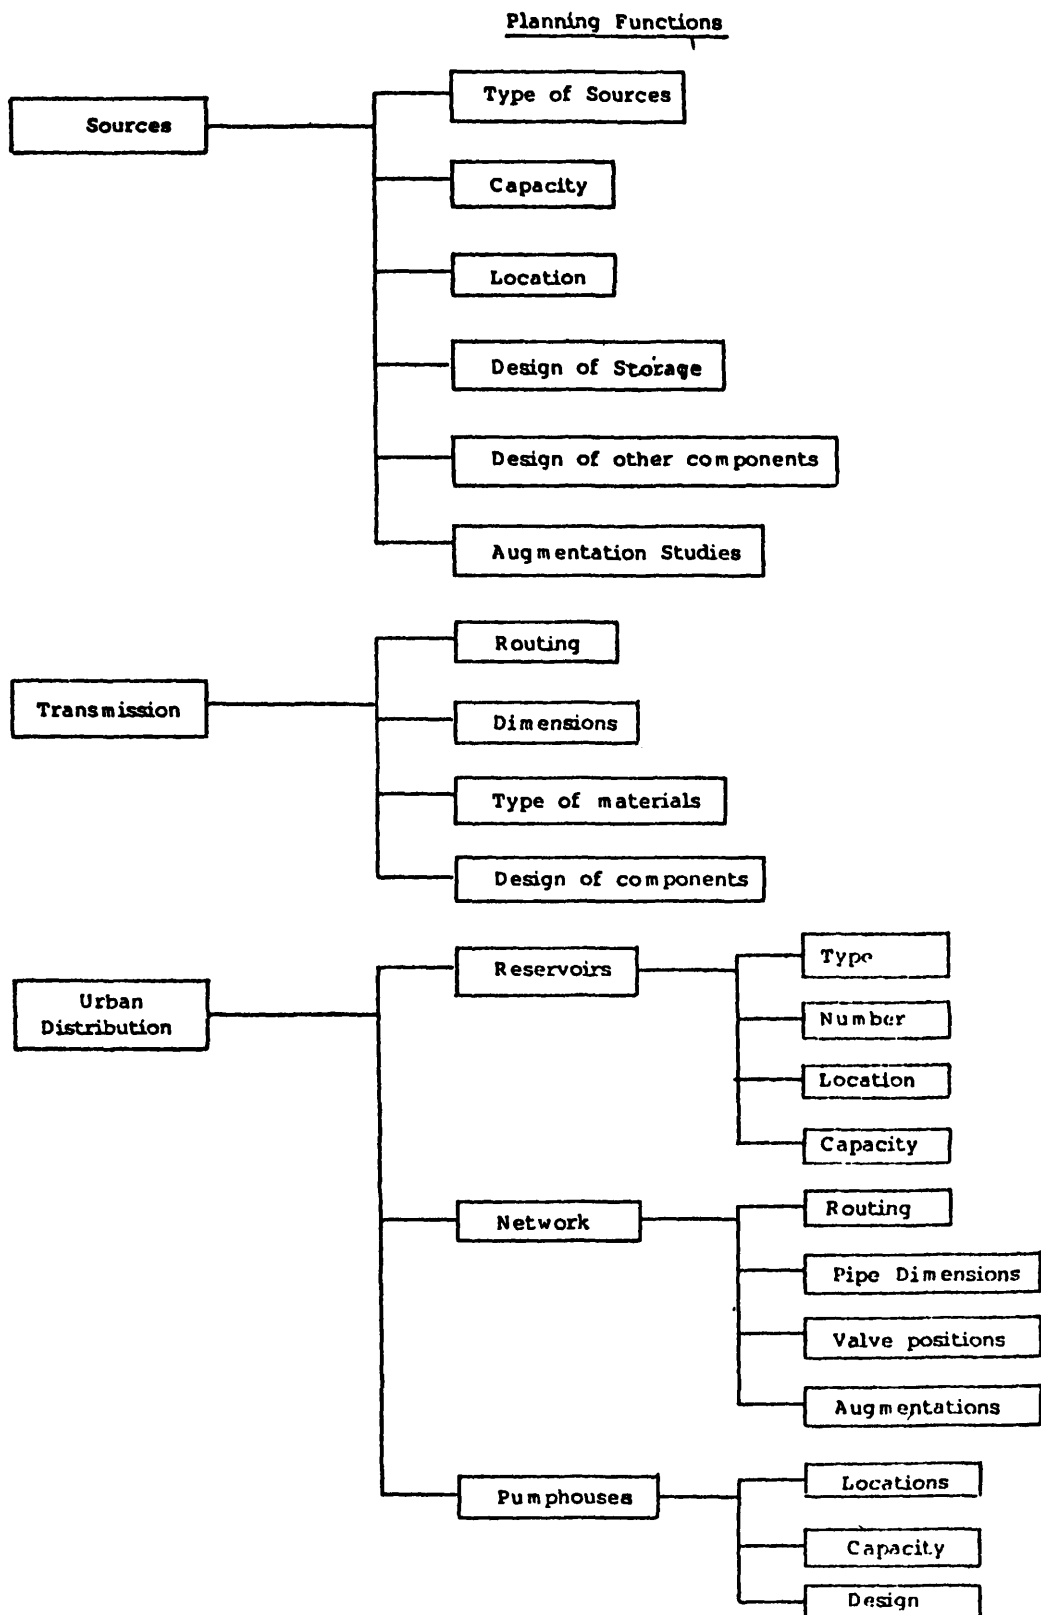 Planning Functions
Sources
Type of Sources
Capacity
Location
Design of Storage
Design of other components
Augmentation Studies
Transmission
Routing
Dimensions
Type of materials
Design of components
Urban
Distribution
Reservoirs
Type
Number
Location
Capacity
Network
Routing
Pipe Dimensions
Valve positions
Augmentations
Pumphouses
Locations
Capacity
Design